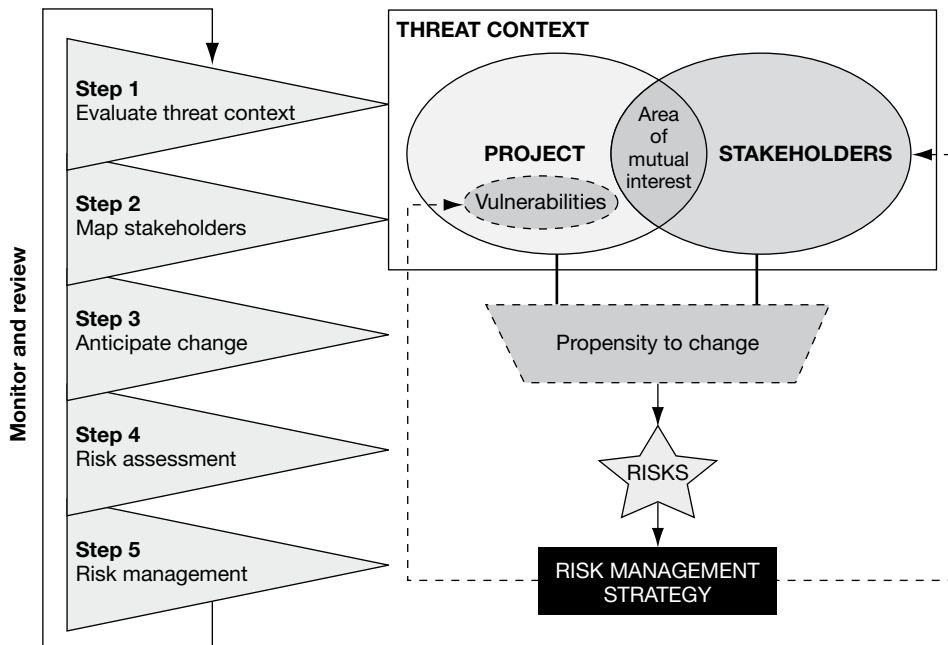 Monitor and review
Step 1
Evaluate threat context
Step 2
Map stakeholders
Step 3
Anticipate change
Step 4
Risk assessment
Step 5
Risk management
THREAT CONTEXT
PROJECT
Vulnerabilities
Area
of
mutual
interest
STAKEHOLDERS
Propensity to change
RISKS
RISK MANAGEMENT
STRATEGY